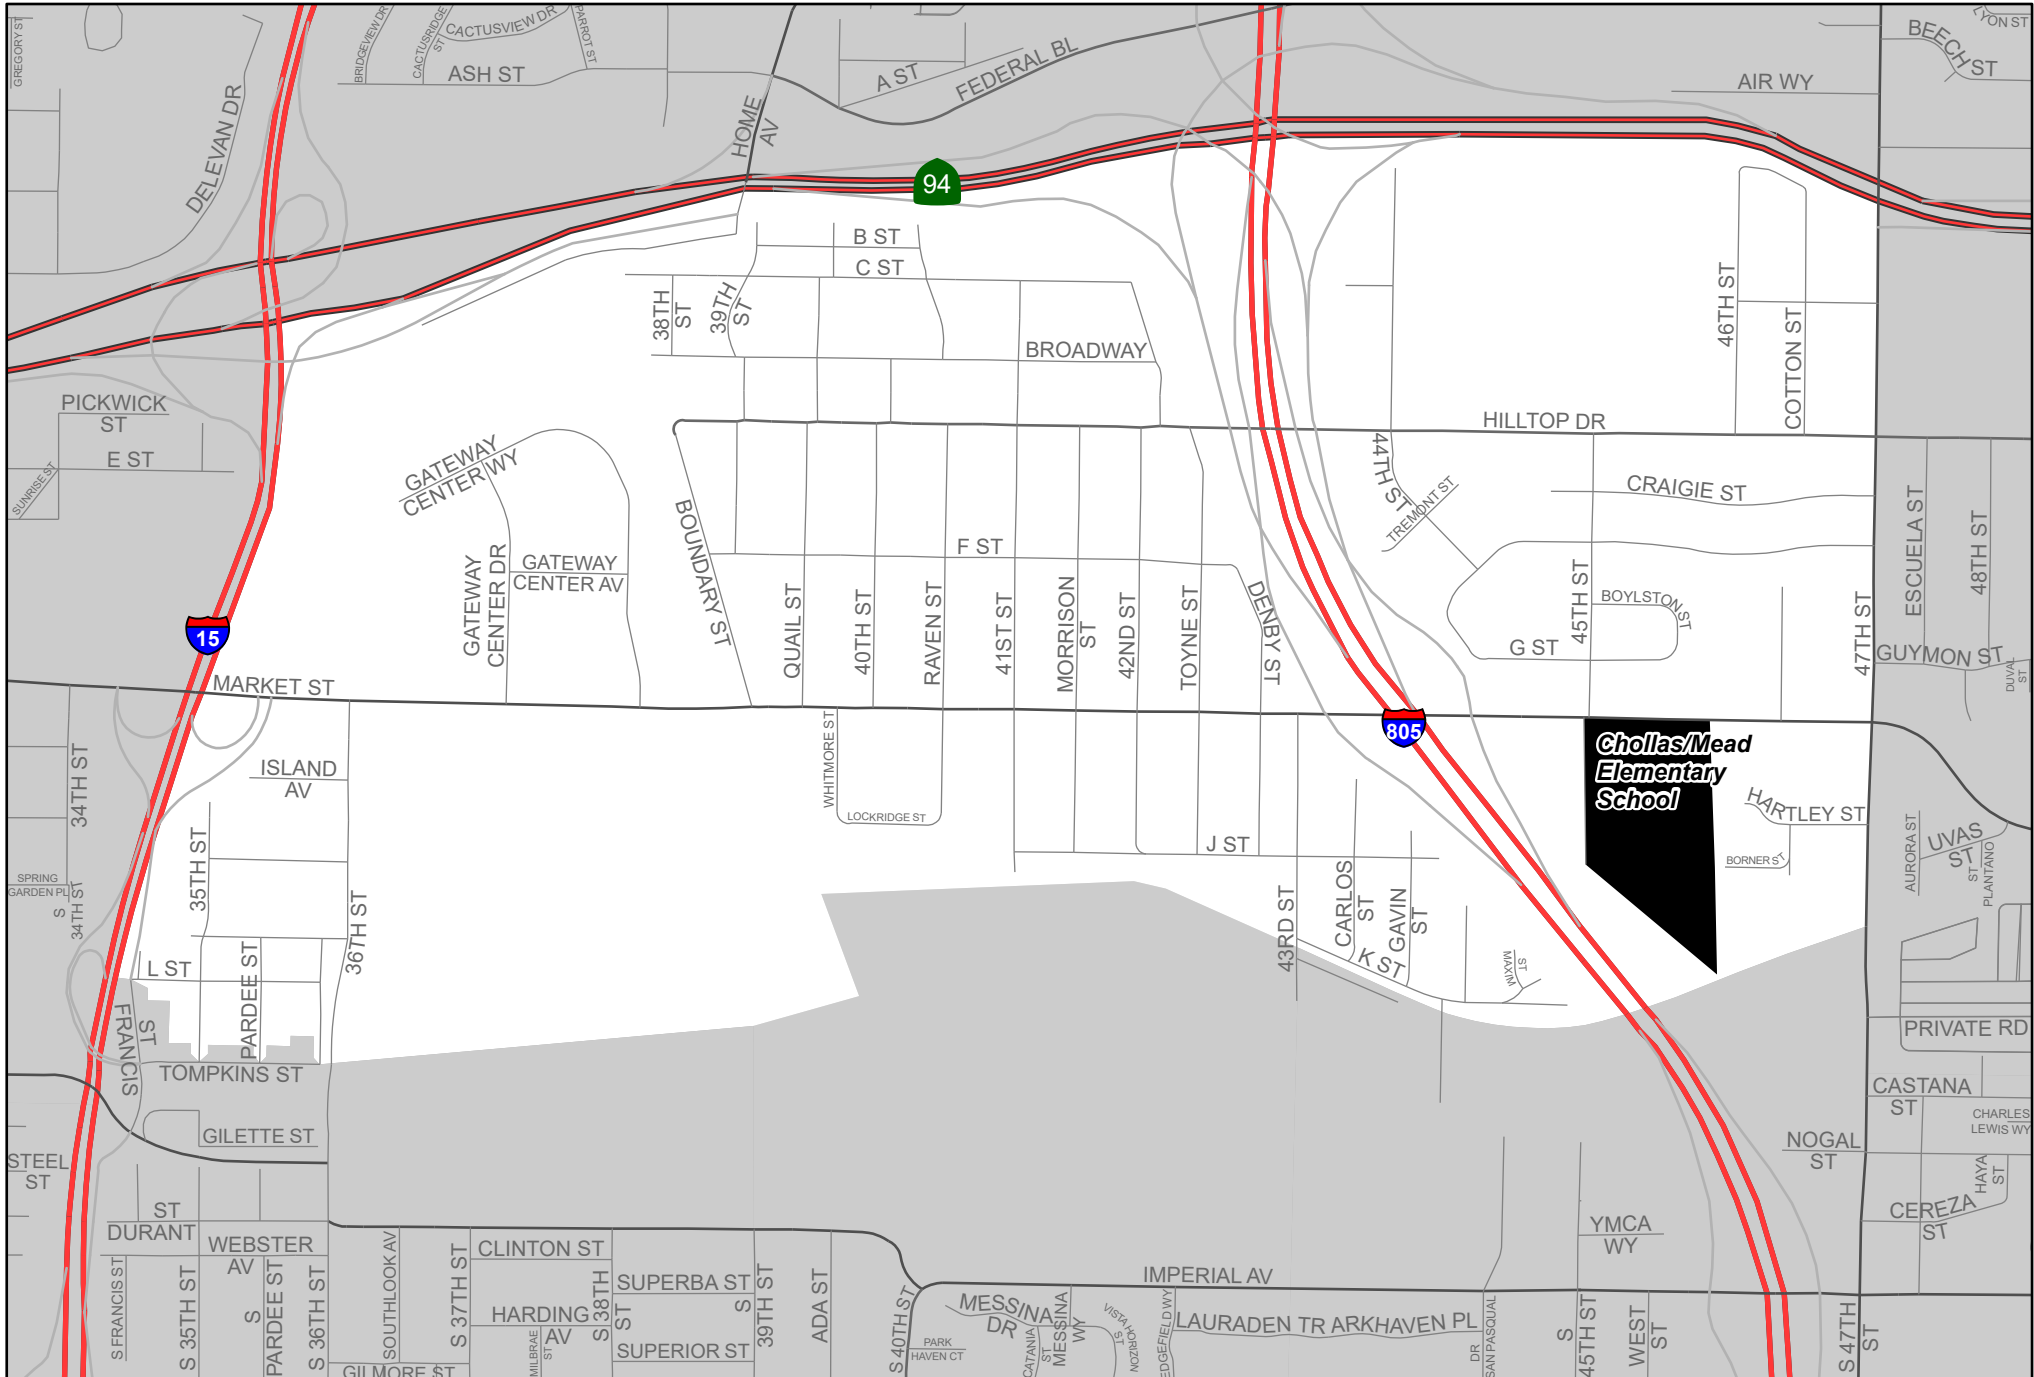 GREGORY ST
BRIDGEVIEW DR
CACTUSRIDGE
ST
CACTUSVIEW DR
PARROT ST
ASH ST
DELEVAN DR
HOME
AV
A ST
FEDERAL BL
AIR WY
LYON ST
BEECH
ST
94
B ST
C ST
38TH
ST
39TH
ST
BROADWAY
46TH ST
COTTON ST
PICKWICK
ST
E ST
SUNRISE ST
GATEWAY
CENTER WY
HILLTOP DR
44TH ST
TREMONT ST
CRAIGIE ST
ESCUELA ST
48TH ST
BOUNDARY ST
F ST
GATEWAY
CENTER DR
GATEWAY
CENTER AV
QUAIL ST
40TH ST
RAVEN ST
41ST ST
MORRISON
ST
42ND ST
TOYNE ST
DENBY ST
45TH ST
BOYLSTON ST
G ST
47TH ST
GUYMON ST
DUVAL
ST
15
MARKET ST
805
Chollas/Mead
Elementary
School
34TH ST
ISLAND
AV
WHITMORE ST
LOCKRIDGE ST
HARTLEY ST
BORNER ST
J ST
35TH ST
AURORA ST
UVAS
ST
PLANTANO
ST
SPRING
GARDEN PL
S
34TH ST
36TH ST
43RD ST
CARLOS
ST
GAVIN
ST
K ST
MAXIM
ST
L ST
PARDEE ST
FRANCIS
ST
TOMPKINS ST
PRIVATE RD
CASTANA
ST
CHARLES
LEWIS WY
GILETTE ST
NOGAL
ST
HAYA
ST
STEEL
ST
CEREZA
ST
ST
DURANT
WEBSTER
AV
YMCA
WY
CLINTON ST
SUPERBA ST
IMPERIAL AV
S FRANCIS ST
S 35TH ST
S
PARDEE ST
S 36TH ST
SOUTHLOOK AV
S 37TH ST
HARDING
AV
MILBRAE
ST
S 38TH
ST
SUPERIOR ST
S
39TH ST
ADA ST
S 40TH ST
MESSINA
DR
PARK
HAVEN CT
CATANIA
ST
MESSINA
WY
VISTA HORIZON
ST
EDGEFIELD WY
LAURADEN TR
ARKHAVEN PL
DR
SAN PASQUAL
S
45TH ST
WEST
ST
S 47TH
ST
GILMORE ST